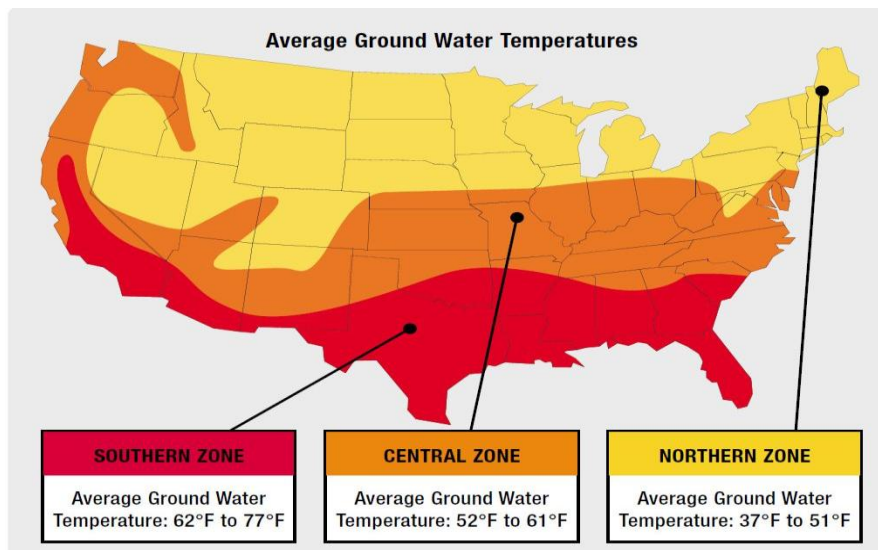 Average Ground Water Temperatures
SOUTHERN ZONE
Average Ground Water
Temperature: 62°F to 77°F
CENTRAL ZONE
Average Ground Water
Temperature: 52°F to 61°F
NORTHERN ZONE
Average Ground Water
Temperature: 37°F to 51°F